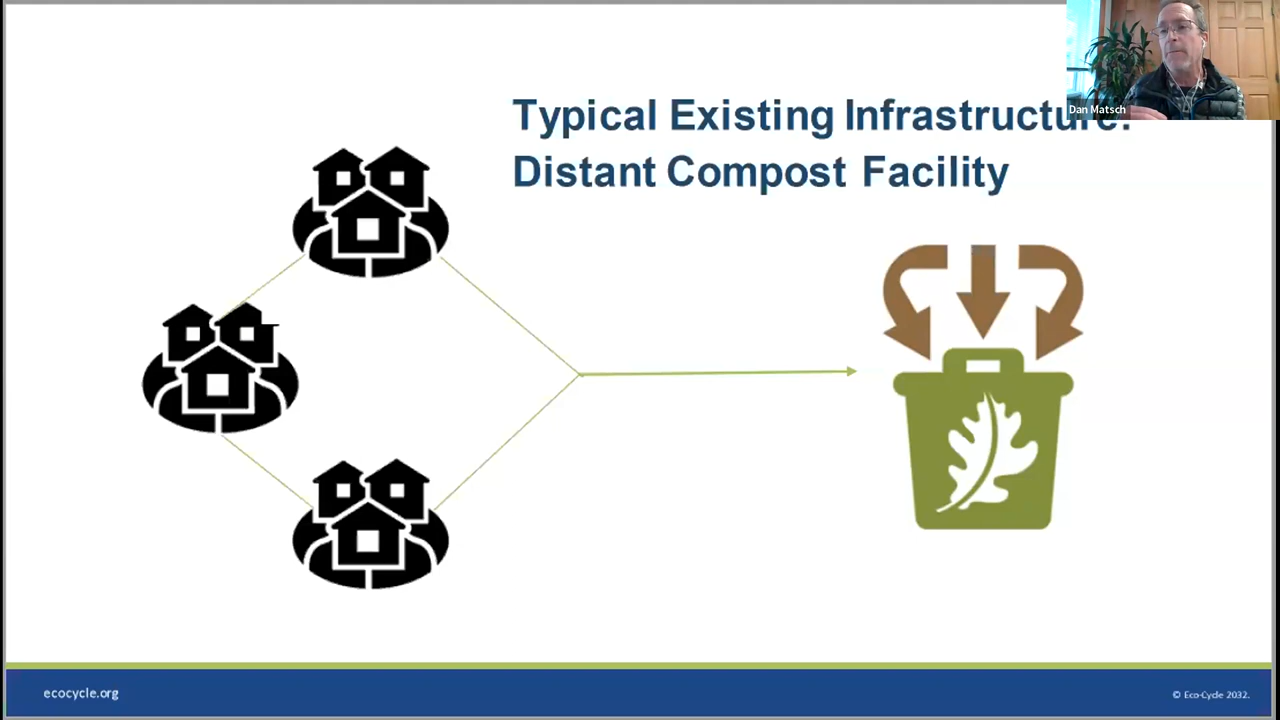 Dan Matsch
Typical Existing Infrastructure:
Distant Compost Facility
ecocycle.org
© Eco-Cycle 2032.